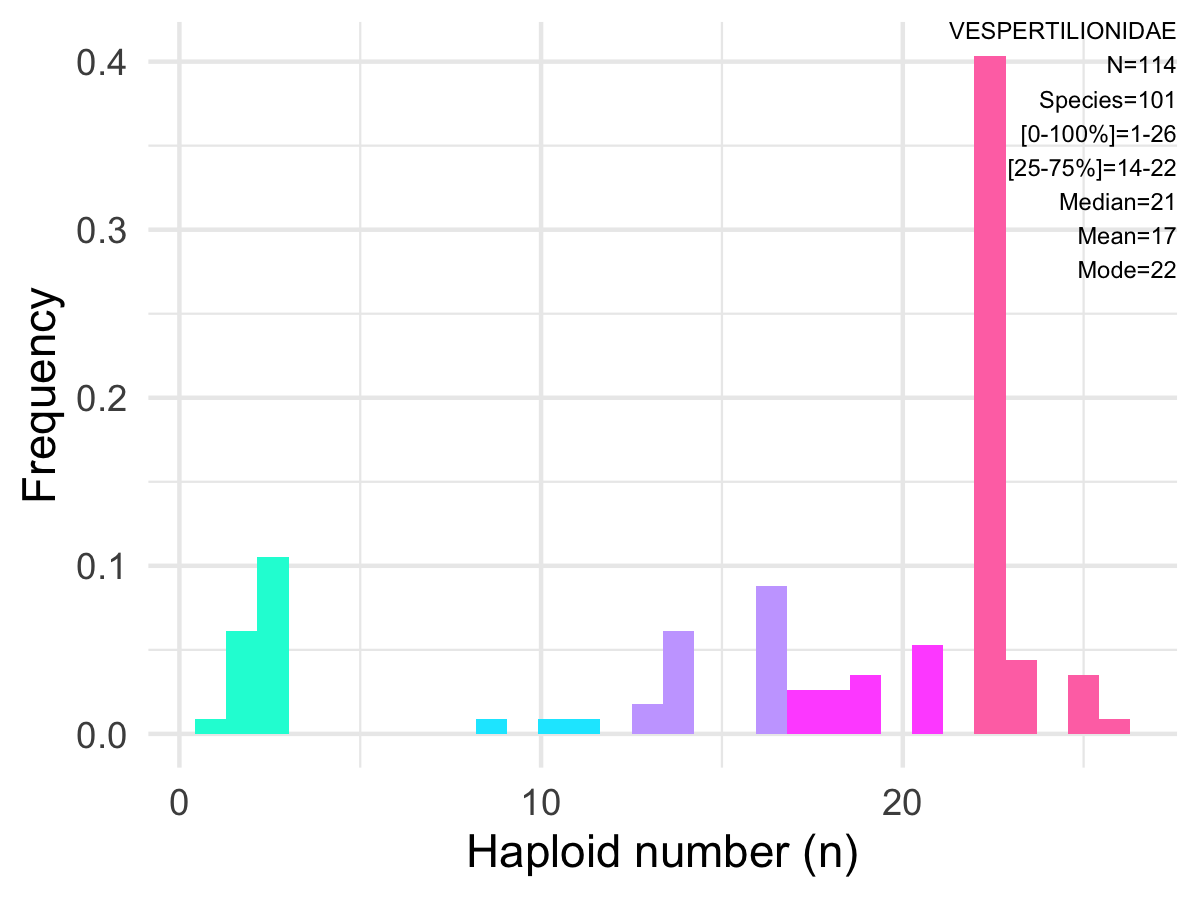 VESPERTILIONIDAE
N=114
Species=101
[0-100%]=1-26
[25-75%]=14-22
Median=21
Mean=17
Mode=22
Frequency
0.4
0.3
0.2
0.1
0.0
0 10 20
Haploid number (n)